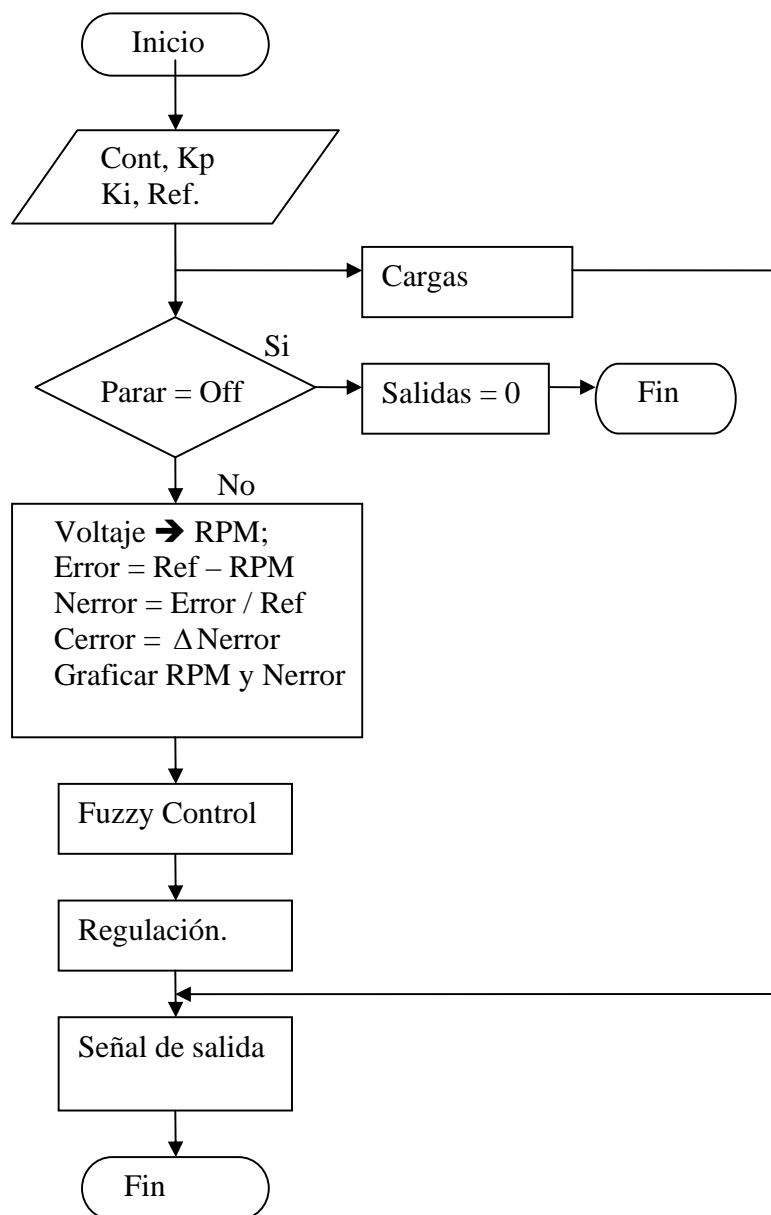 Inicio
Cont, Kp
Ki, Ref.
Cargas
Si
Parar = Off
Salidas = 0
Fin
No
Voltaje ➔ RPM;
Error = Ref – RPM
Nerror = Error / Ref
Cerror = Δ Nerror
Graficar RPM y Nerror
Fuzzy Control
Regulación.
Señal de salida
Fin